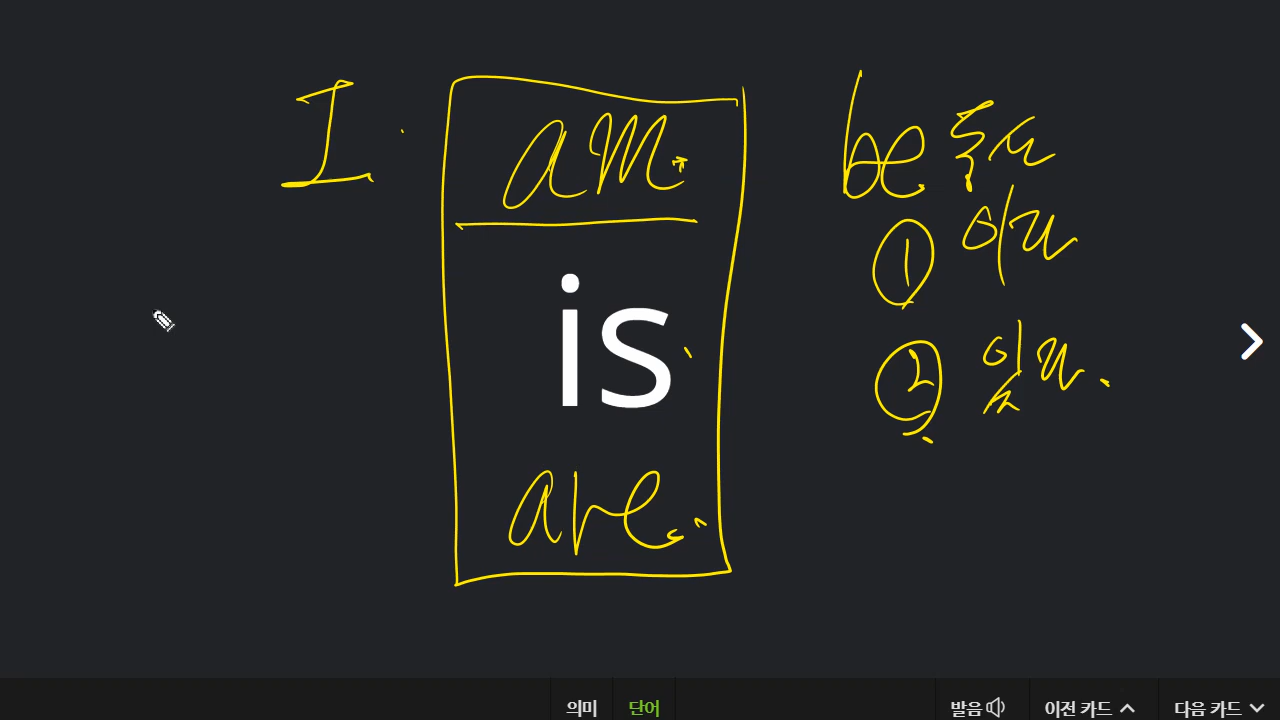 I am be 동사
① 이다
is
② 있다.
are
의미 단어 발음 이전 카드 다음 카드